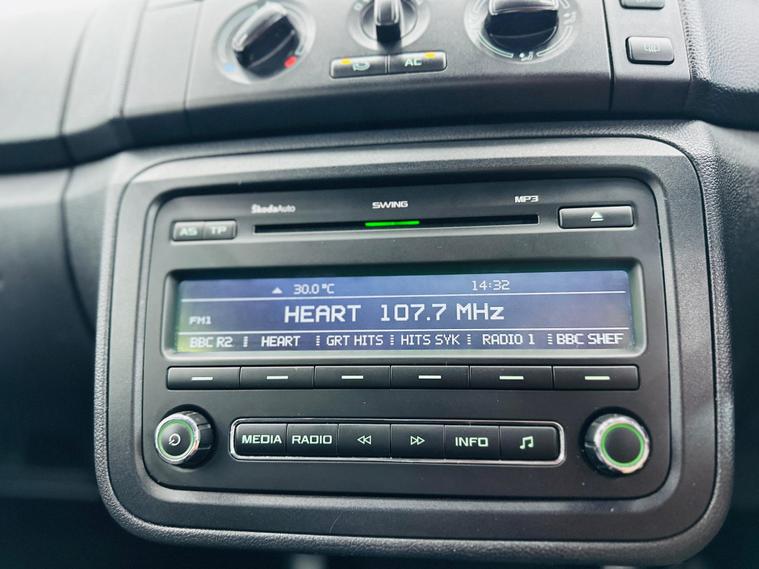 AC
ŠkodaAuto SWING MP3
AS TP
30.0 °C 14:32
HEART 107.7 MHz
FM1
BBC R2 HEART GRT HITS HITS SYK RADIO 1 BBC SHEF
MEDIA RADIO INFO